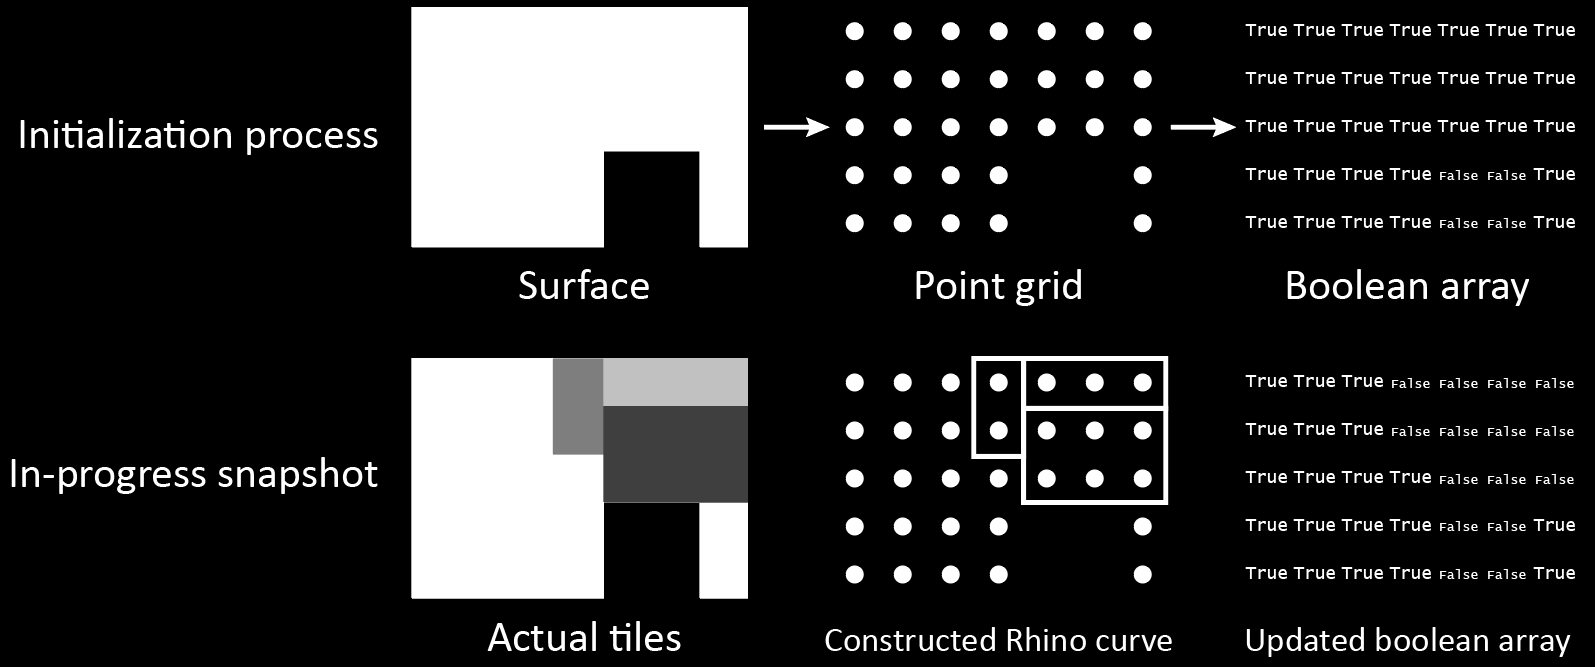 Initialization process
True True True True True True True
True True True True True True True
True True True True True True True
True True True True False False True
True True True True False False True
Surface
Point grid
Boolean array
In-progress snapshot
True True True False False False False
True True True False False False False
True True True True False False False
True True True True False False True
True True True True False False True
Actual tiles
Constructed Rhino curve
Updated boolean array